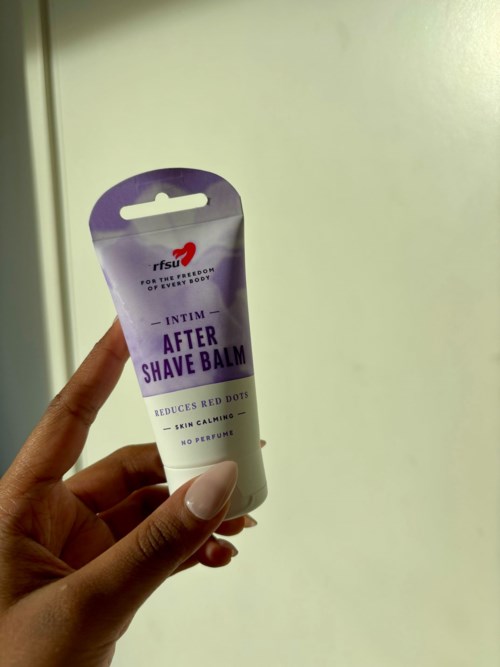 rfsu
FOR THE FREEDOM
OF EVERY BODY
— INTIM —
AFTER
SHAVE BALM
REDUCES RED DOTS
— SKIN CALMING —
NO PERFUME